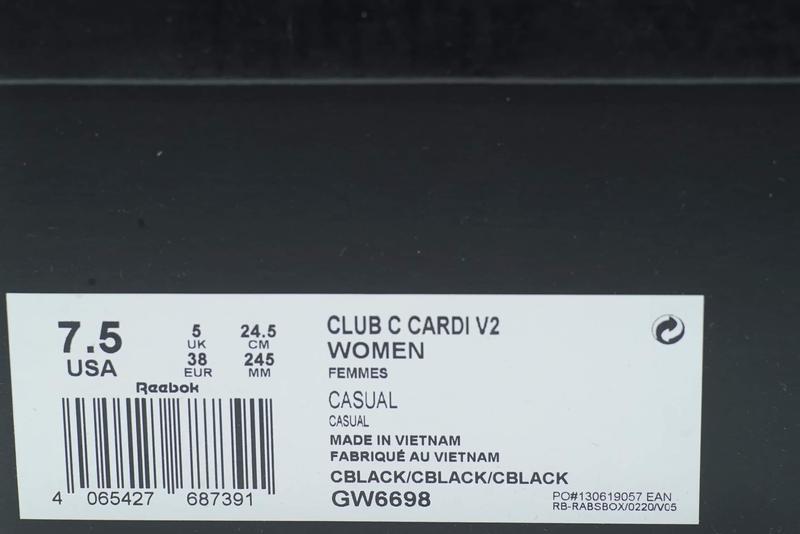 7.5
USA
5
UK
38
EUR
24.5
CM
245
MM
Reebok
4 065427 687391
CLUB C CARDI V2
WOMEN
FEMMES
CASUAL
CASUAL
MADE IN VIETNAM
FABRIQUÉ AU VIETNAM
CBLACK/CBLACK/CBLACK
GW6698
PO#130619057 EAN
RB-RABSBOX/0220/V05